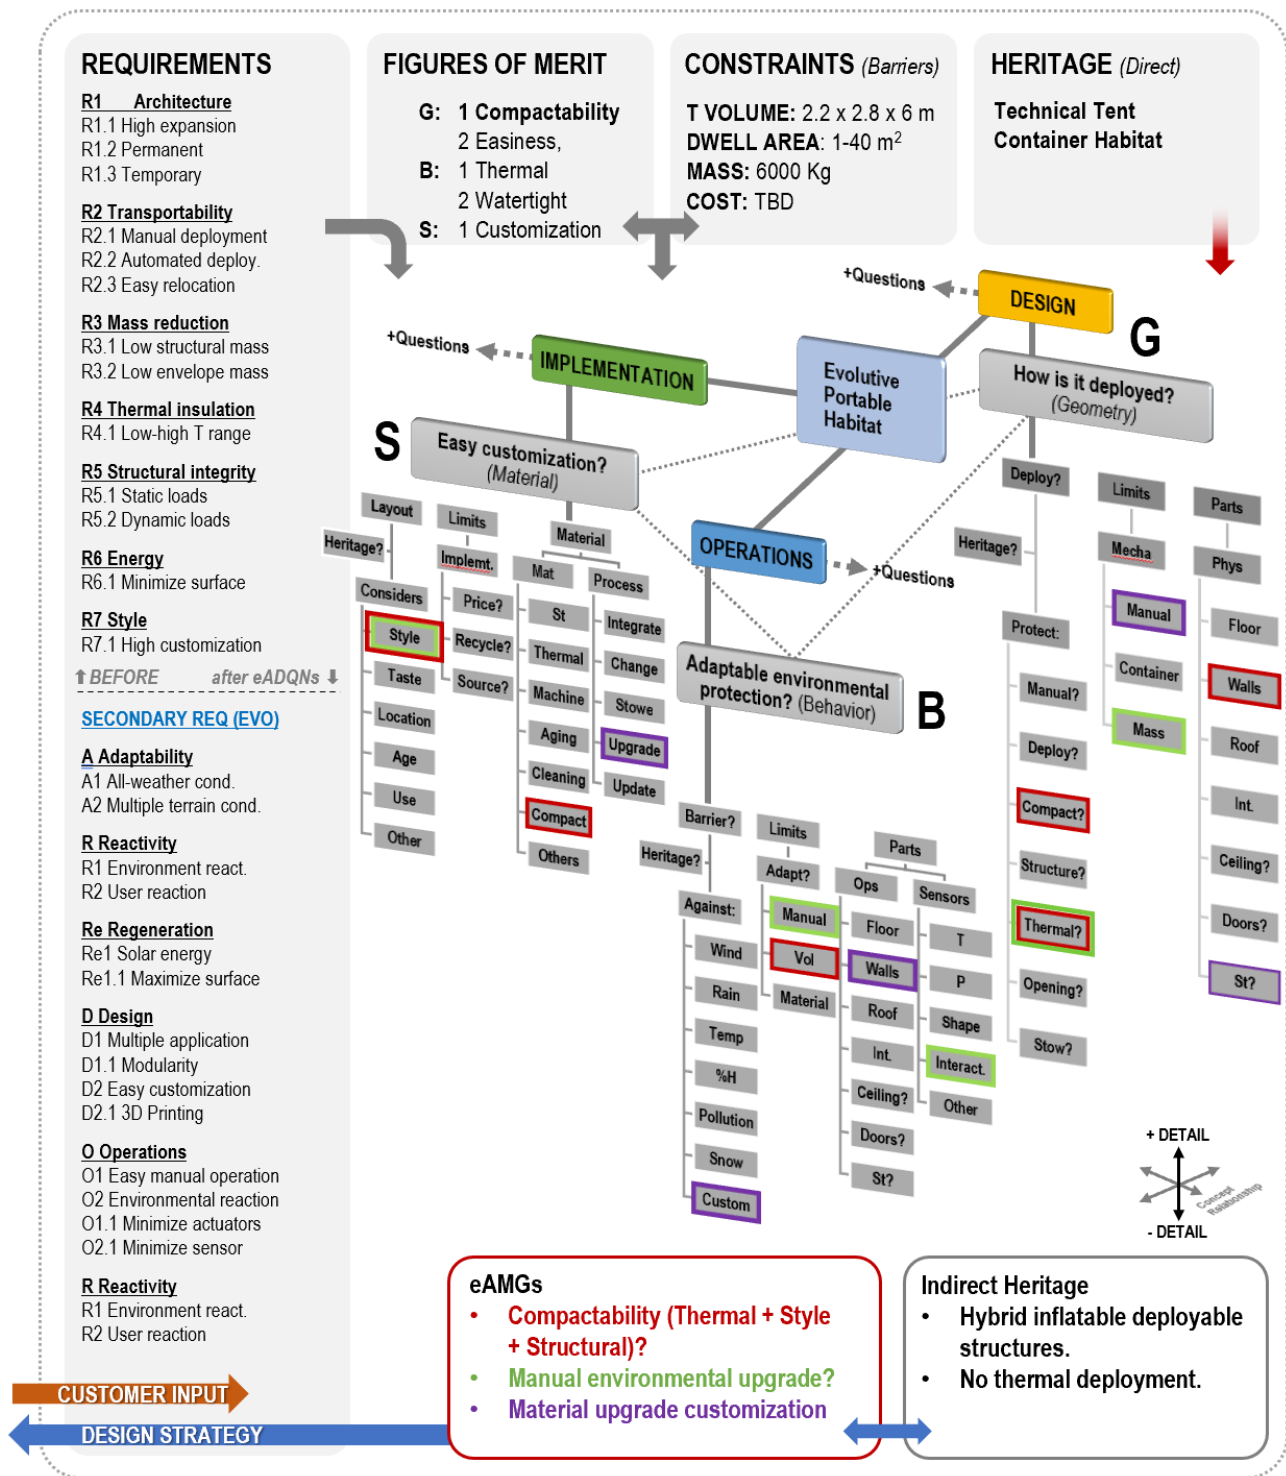 REQUIREMENTS
R1 Architecture
R1.1 High expansion
R1.2 Permanent
R1.3 Temporary
R2 Transportability
R2.1 Manual deployment
R2.2 Automated deploy.
R2.3 Easy relocation
R3 Mass reduction
R3.1 Low structural mass
R3.2 Low envelope mass
R4 Thermal insulation
R4.1 Low-high T range
R5 Structural integrity
R5.1 Static loads
R5.2 Dynamic loads
R6 Energy
R6.1 Minimize surface
R7 Style
R7.1 High customization
⬆ BEFORE after eADQNs ⬇
SECONDARY REQ (EVO)
A Adaptability
A1 All-weather cond.
A2 Multiple terrain cond.
R Reactivity
R1 Environment react.
R2 User reaction
Re Regeneration
Re1 Solar energy
Re1.1 Maximize surface
D Design
D1 Multiple application
D1.1 Modularity
D2 Easy customization
D2.1 3D Printing
O Operations
O1 Easy manual operation
O2 Environmental reaction
O1.1 Minimize actuators
O2.1 Minimize sensor
R Reactivity
R1 Environment react.
R2 User reaction
CUSTOMER INPUT
DESIGN STRATEGY
FIGURES OF MERIT
G: 1 Compactability
2 Easiness,
B: 1 Thermal
2 Watertight
S: 1 Customization
CONSTRAINTS (Barriers)
T VOLUME: 2.2 x 2.8 x 6 m
DWELL AREA: 1-40 m²
MASS: 6000 Kg
COST: TBD
HERITAGE (Direct)
Technical Tent
Container Habitat
+Questions
DESIGN
G
+Questions
IMPLEMENTATION
Evolutive
Portable
Habitat
How is it deployed?
(Geometry)
S
Easy customization?
(Material)
OPERATIONS
+Questions
Adaptable environmental
protection? (Behavior)
B
Layout
Heritage?
Considers
Style
Taste
Location
Age
Use
Other
Limits
Implemt.
Price?
Recycle?
Source?
Material
Mat
St
Thermal
Machine
Aging
Cleaning
Compact
Others
Process
Integrate
Change
Stowe
Upgrade
Update
Barrier?
Heritage?
Against:
Wind
Rain
Temp
%H
Pollution
Snow
Custom
Limits
Adapt?
Manual
Vol
Material
Parts
Ops
Floor
Walls
Roof
Int.
Ceiling?
Doors?
St?
Sensors
T
P
Shape
Interact.
Other
Deploy?
Heritage?
Protect:
Manual?
Deploy?
Compact?
Structure?
Thermal?
Opening?
Stow?
Limits
Mecha
Manual
Container
Mass
Parts
Phys
Floor
Walls
Roof
Int.
Ceiling?
Doors?
St?
+ DETAIL
Concept
Relationship
- DETAIL
eAMGs
• Compactability (Thermal + Style
+ Structural)?
• Manual environmental upgrade?
• Material upgrade customization
Indirect Heritage
• Hybrid inflatable deployable
structures.
• No thermal deployment.